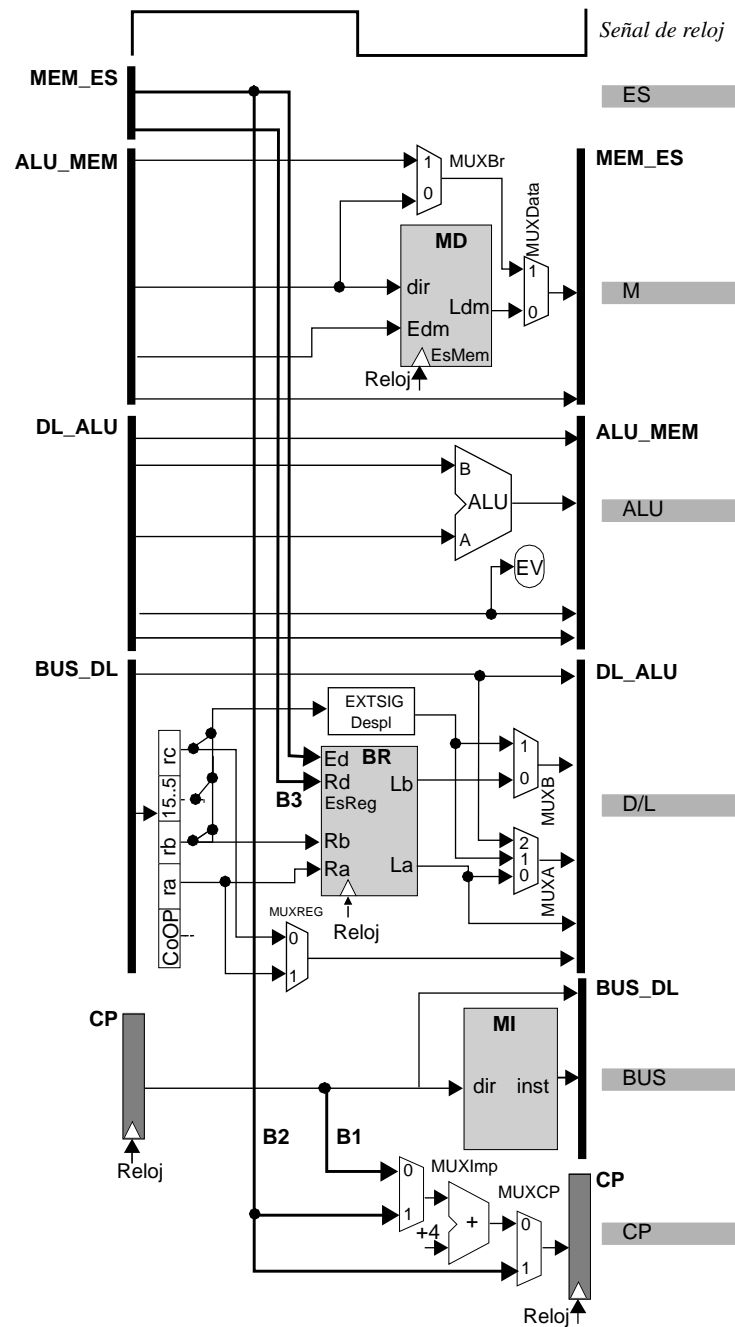 Señal de reloj
MEM_ES
ES
ALU_MEM
MEM_ES
1
MUXBr
0
MUXData
MD
dir
1
M
Ldm
0
Edm
EsMem
Reloj
DL_ALU
ALU_MEM
B
ALU
ALU
A
EV
BUS_DL
DL_ALU
EXTSIG
Despl
rc
1
Ed
BR
B3
Rd
Lb
0
MUXB
15..5
EsReg
D/L
rb
Rb
2
ra
Ra
La
1
0
MUXA
MUXREG
CoOP
0
Reloj
1
BUS_DL
CP
MI
dir
inst
BUS
B2
B1
Reloj
MUXImp
0
MUXCP
CP
1
+
0
CP
+4
1
Reloj